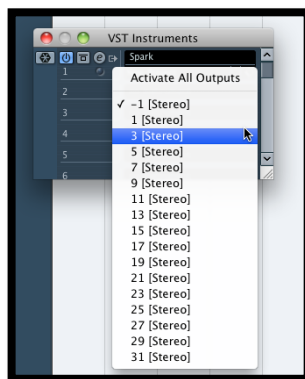 VST Instruments
e Spark
1
Activate All Outputs
2
✓ -1 [Stereo]
1 [Stereo]
3
3 [Stereo]
4
5 [Stereo]
5
7 [Stereo]
6
9 [Stereo]
11 [Stereo]
13 [Stereo]
15 [Stereo]
17 [Stereo]
19 [Stereo]
21 [Stereo]
23 [Stereo]
25 [Stereo]
27 [Stereo]
29 [Stereo]
31 [Stereo]